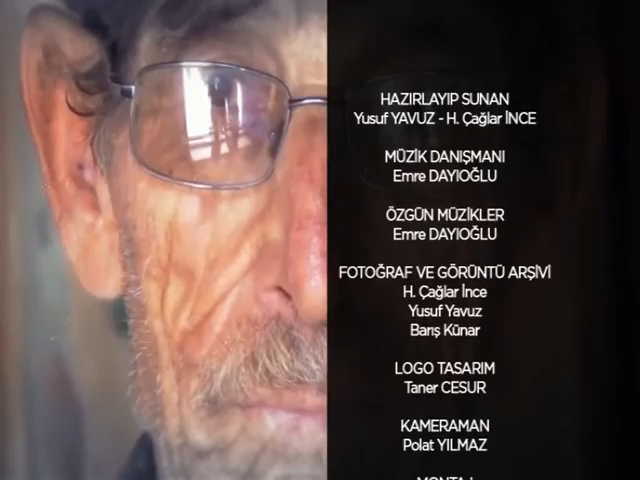 HAZIRLAYIP SUNAN
Yusuf YAVUZ - H. Çağlar İNCE
MÜZİK DANIŞMANI
Emre DAYIOĞLU
ÖZGÜN MÜZİKLER
Emre DAYIOĞLU
FOTOĞRAF VE GÖRÜNTÜ ARŞİVİ
H. Çağlar İnce
Yusuf Yavuz
Barış Künar
LOGO TASARIM
Taner CESUR
KAMERAMAN
Polat YILMAZ